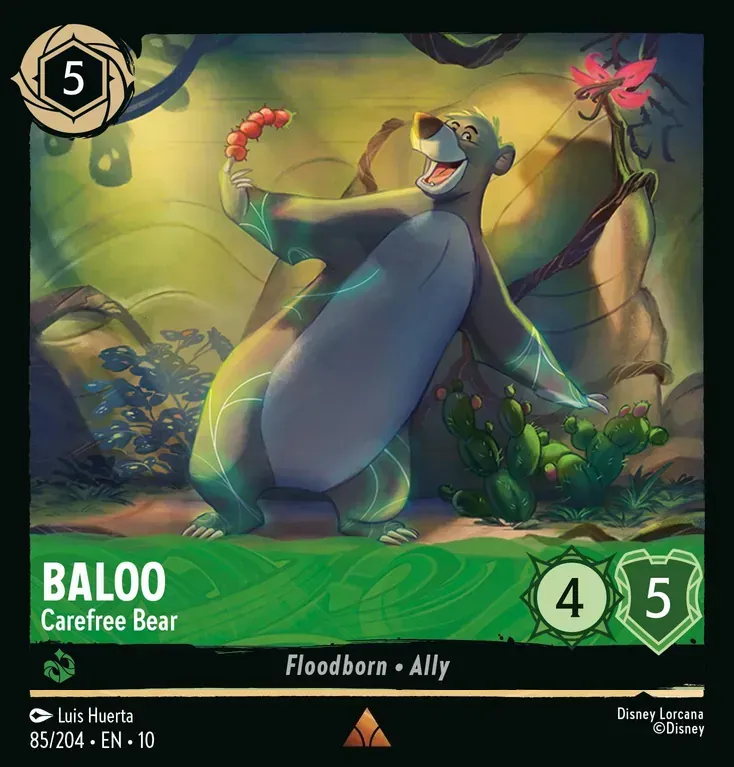 5
BALOO
Carefree Bear
4
5
Floodborn • Ally
Luis Huerta
85/204 • EN • 10
Disney Lorcana
©Disney